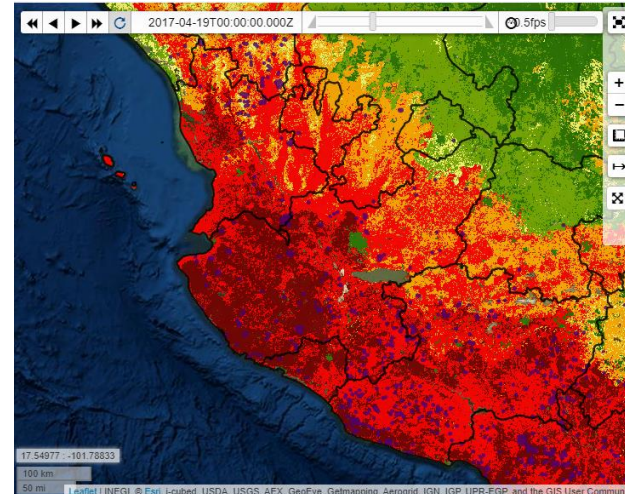 2017-04-19T00:00:00.000Z
0.5fps
+
−
17.54977 : -101.78833
100 km
50 mi
Leaflet | INEGI, © Esri, i-cubed, USDA, USGS, AEX, GeoEye, Getmapping, Aerogrid, IGN, IGP, UPR-EGP, and the GIS User Commun